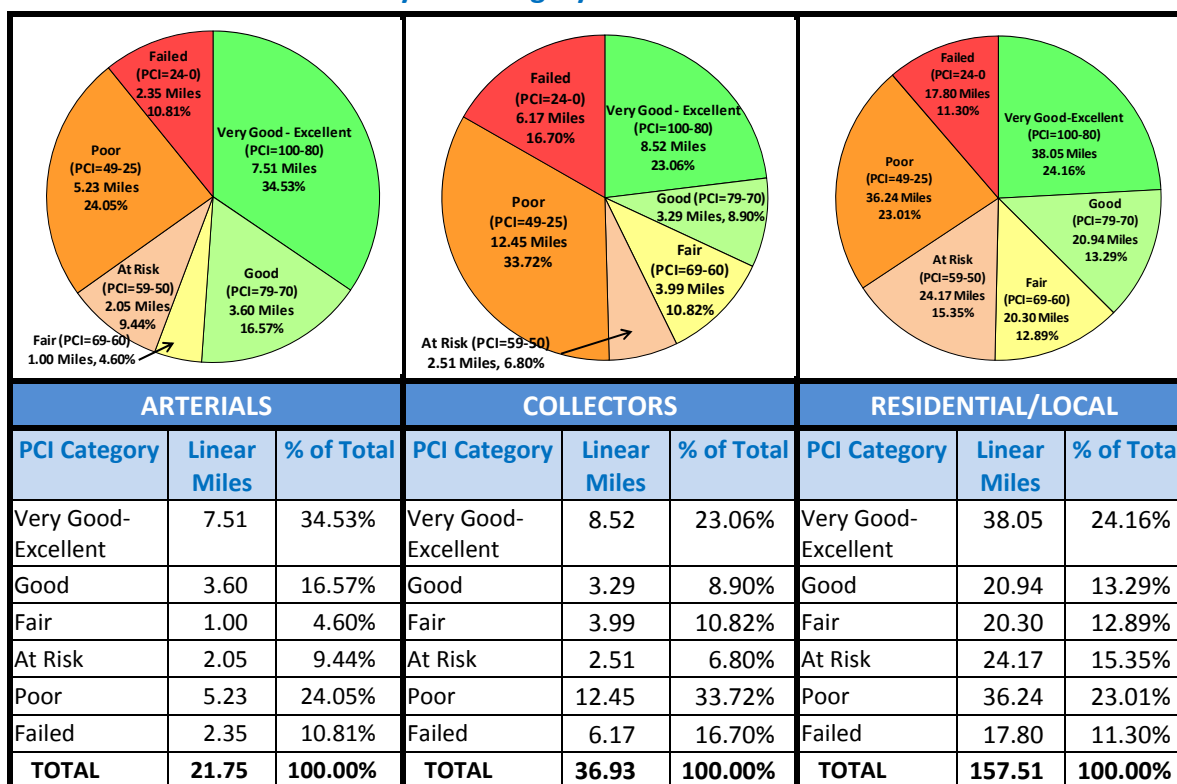 Failed
(PCI=24-0)
2.35 Miles
10.81%
Very Good - Excellent
(PCI=100-80)
7.51 Miles
34.53%
Poor
(PCI=49-25)
5.23 Miles
24.05%
At Risk
(PCI=59-50)
2.05 Miles
9.44%
Good
(PCI=79-70)
3.60 Miles
16.57%
Fair (PCI=69-60)
1.00 Miles, 4.60%
Failed
(PCI=24-0)
6.17 Miles
16.70%
Very Good - Excellent
(PCI=100-80)
8.52 Miles
23.06%
Good (PCI=79-70)
3.29 Miles, 8.90%
Poor
(PCI=49-25)
12.45 Miles
33.72%
Fair
(PCI=69-60)
3.99 Miles
10.82%
At Risk (PCI=59-50)
2.51 Miles, 6.80%
Failed
(PCI=24-0
17.80 Miles
11.30%
Very Good-Excellent
(PCI=100-80)
38.05 Miles
24.16%
Poor
(PCI=49-25)
36.24 Miles
23.01%
Good
(PCI=79-70)
20.94 Miles
13.29%
At Risk
(PCI=59-50)
24.17 Miles
15.35%
Fair
(PCI=69-60)
20.30 Miles
12.89%
ARTERIALS COLLECTORS RESIDENTIAL/LOCAL
PCI Category Linear Miles % of Total PCI Category Linear Miles % of Total PCI Category Linear Miles % of Tota
Very Good-Excellent 7.51 34.53% Very Good-Excellent 8.52 23.06% Very Good-Excellent 38.05 24.16%
Good 3.60 16.57% Good 3.29 8.90% Good 20.94 13.29%
Fair 1.00 4.60% Fair 3.99 10.82% Fair 20.30 12.89%
At Risk 2.05 9.44% At Risk 2.51 6.80% At Risk 24.17 15.35%
Poor 5.23 24.05% Poor 12.45 33.72% Poor 36.24 23.01%
Failed 2.35 10.81% Failed 6.17 16.70% Failed 17.80 11.30%
TOTAL 21.75 100.00% TOTAL 36.93 100.00% TOTAL 157.51 100.00%